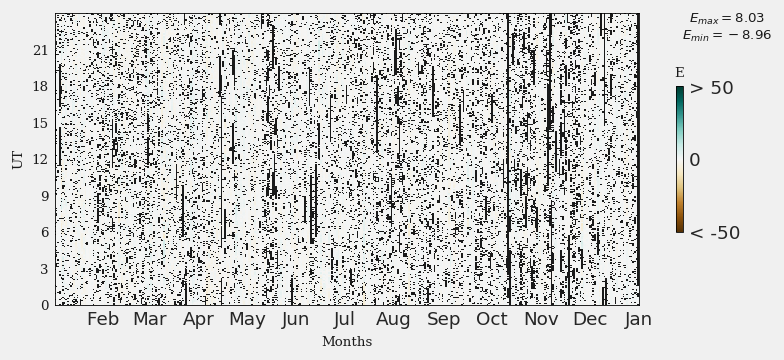 E_max = 8.03
E_min = −8.96
E
> 50
0
< -50
UT
21
18
15
12
9
6
3
0
Feb Mar Apr May Jun Jul Aug Sep Oct Nov Dec Jan
Months